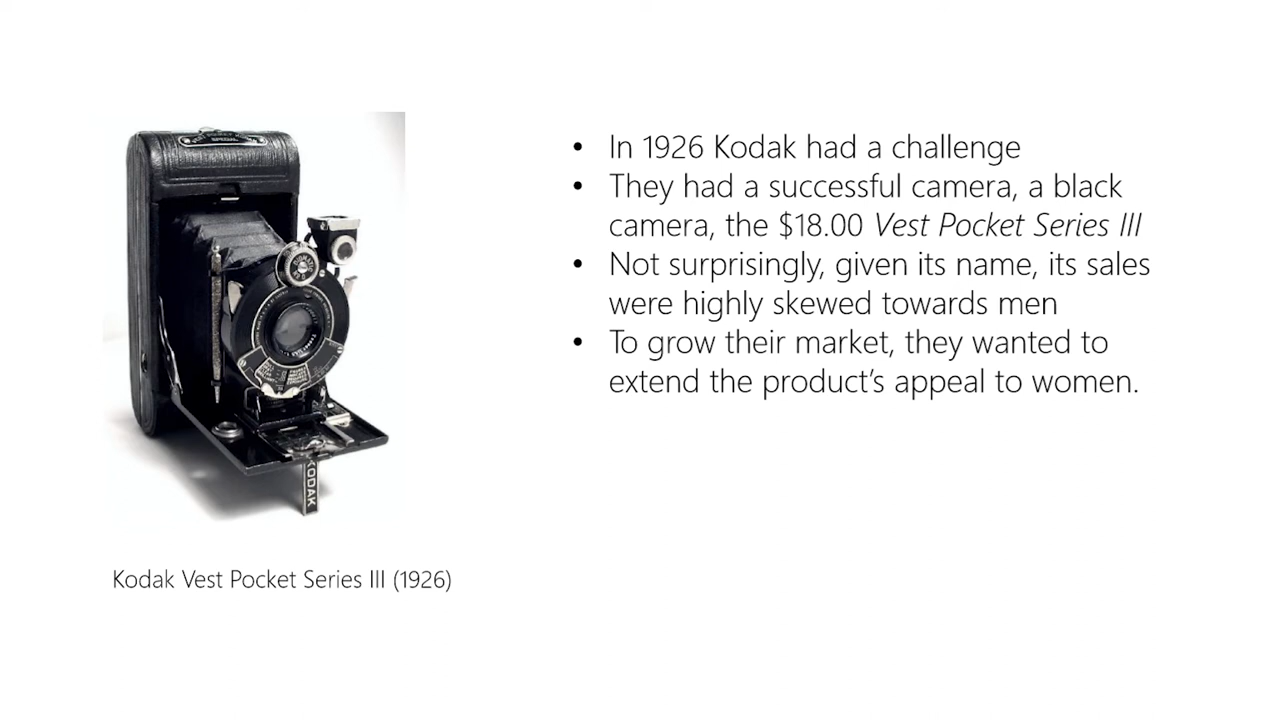 In 1926 Kodak had a challenge
They had a successful camera, a black
camera, the $18.00 Vest Pocket Series III
Not surprisingly, given its name, its sales
were highly skewed towards men
To grow their market, they wanted to
extend the product's appeal to women.
KODAK
Kodak Vest Pocket Series III (1926)